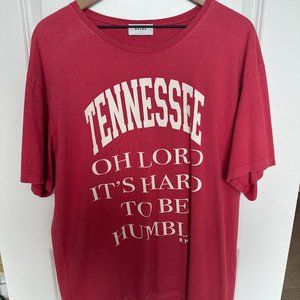 TENNESSEE
OH LORD
IT'S HARD
TO BE
HUMBLE